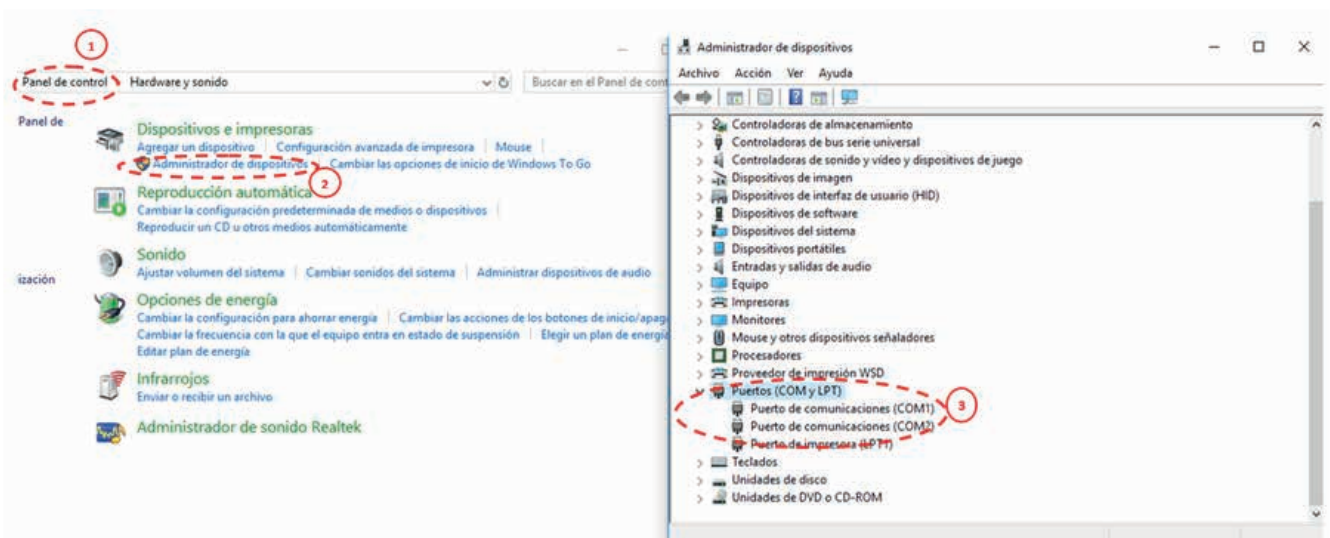 1
Panel de control
Hardware y sonido
Buscar en el Panel de cont
Panel de
Dispositivos e impresoras
Agregar un dispositivo
Configuración avanzada de impresora
Mouse
Administrador de dispositivos
Cambiar las opciones de inicio de Windows To Go
2
Reproducción automática
Cambiar la configuración predeterminada de medios o dispositivos
Reproducir un CD u otros medios automáticamente
Sonido
Ajustar volumen del sistema
Cambiar sonidos del sistema
Administrar dispositivos de audio
ización
Opciones de energía
Cambiar la configuración para ahorrar energía
Cambiar las acciones de los botones de inicio/apag
Cambiar la frecuencia con la que el equipo entra en estado de suspensión
Elegir un plan de energía
Editar plan de energía
Infrarrojos
Enviar o recibir un archivo
Administrador de sonido Realtek
Administrador de dispositivos
Archivo Acción Ver Ayuda
Controladoras de almacenamiento
Controladoras de bus serie universal
Controladoras de sonido y vídeo y dispositivos de juego
Dispositivos de imagen
Dispositivos de interfaz de usuario (HID)
Dispositivos de software
Dispositivos del sistema
Dispositivos portátiles
Entradas y salidas de audio
Equipo
Impresoras
Monitores
Mouse y otros dispositivos señaladores
Procesadores
Proveedor de impresión WSD
Puertos (COM y LPT)
Puerto de comunicaciones (COM1)
3
Puerto de comunicaciones (COM2)
Puerto de impresora (LPT1)
Teclados
Unidades de disco
Unidades de DVD o CD-ROM